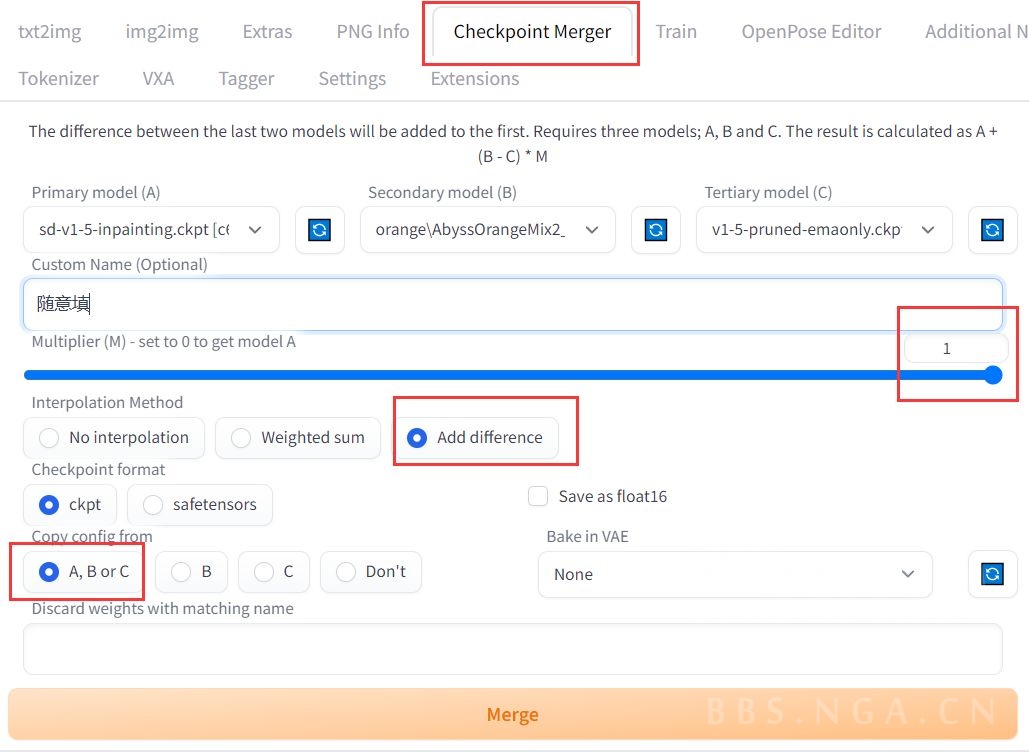 txt2img img2img Extras PNG Info Checkpoint Merger Train OpenPose Editor Additional N
Tokenizer VXA Tagger Settings Extensions
The difference between the last two models will be added to the first. Requires three models; A, B and C. The result is calculated as A +
(B - C) * M
Primary model (A) Secondary model (B) Tertiary model (C)
sd-v1-5-inpainting.ckpt [c6 orange\AbyssOrangeMix2_ v1-5-pruned-emaonly.ckp
Custom Name (Optional)
随意填
Multiplier (M) - set to 0 to get model A 1
Interpolation Method
No interpolation Weighted sum Add difference
Checkpoint format
ckpt safetensors Save as float16
Copy config from Bake in VAE
A, B or C B C Don't None
Discard weights with matching name
Merge
BBS.NGA.CN